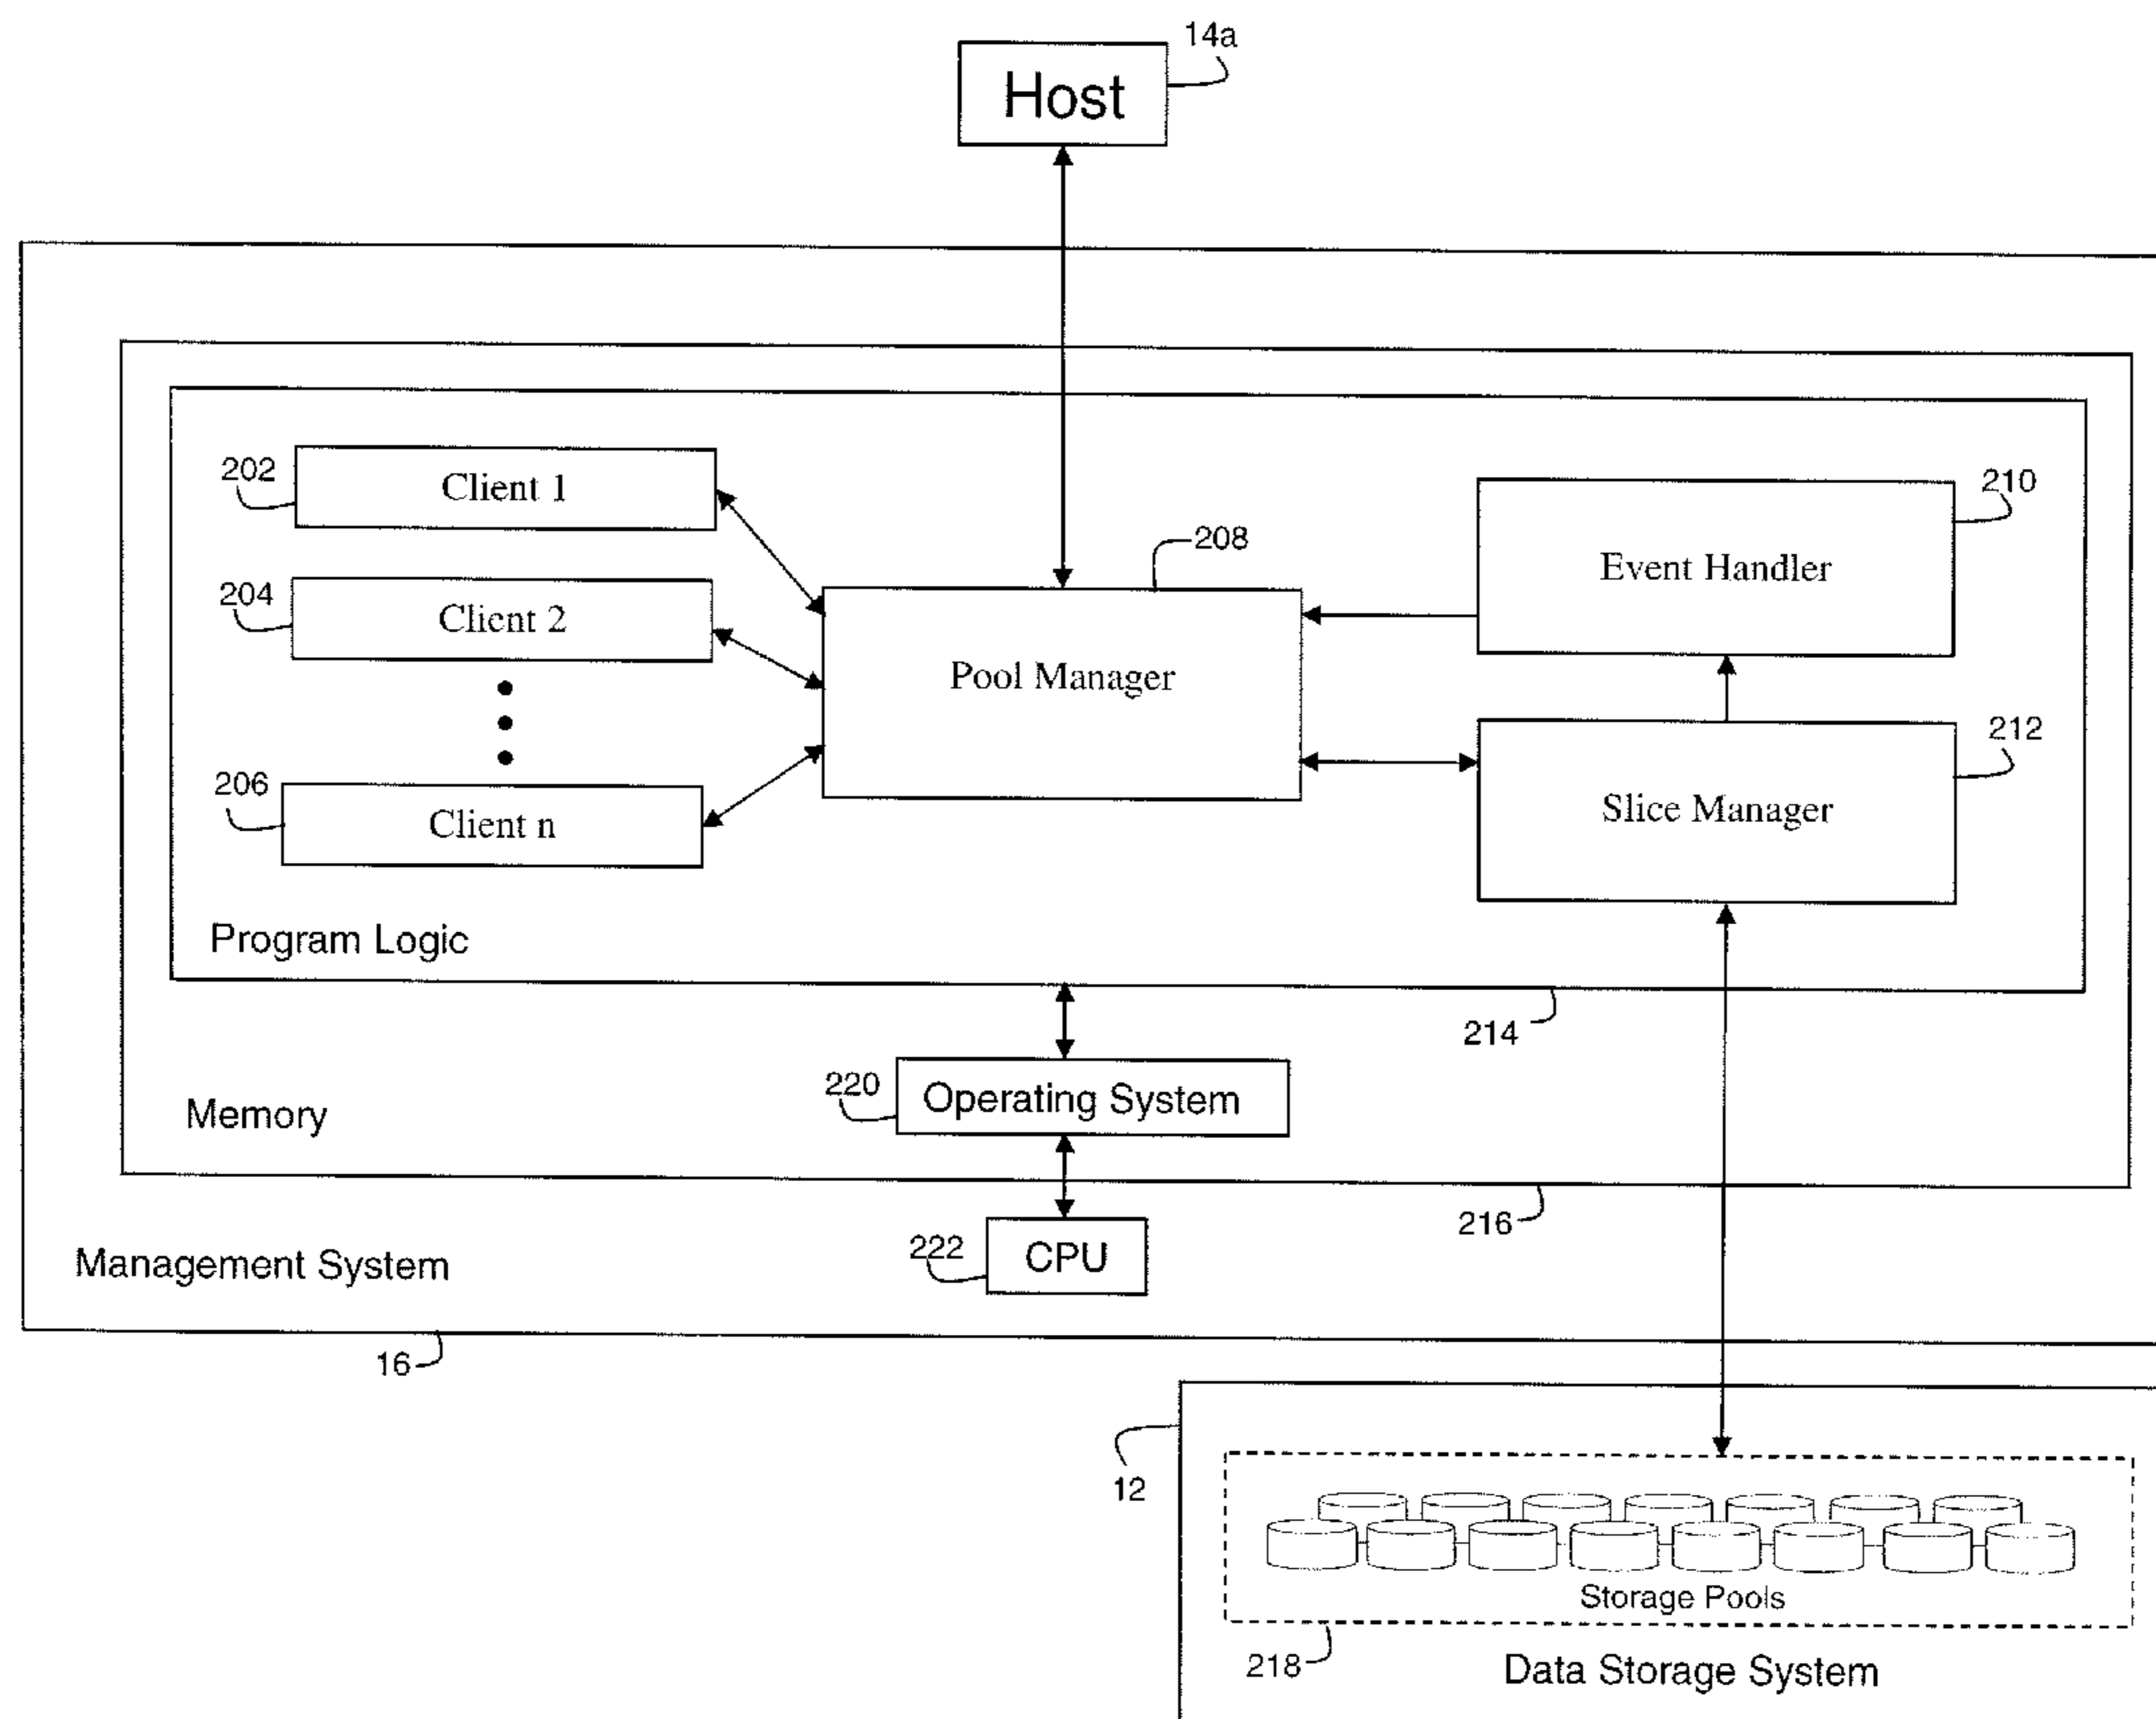 14a
Host
202
Client 1
210
Event Handler
208
204
Client 2
Pool Manager
212
206
Client n
Slice Manager
Program Logic
214
220
Operating System
Memory
216
222
CPU
Management System
16
12
Storage Pools
218
Data Storage System